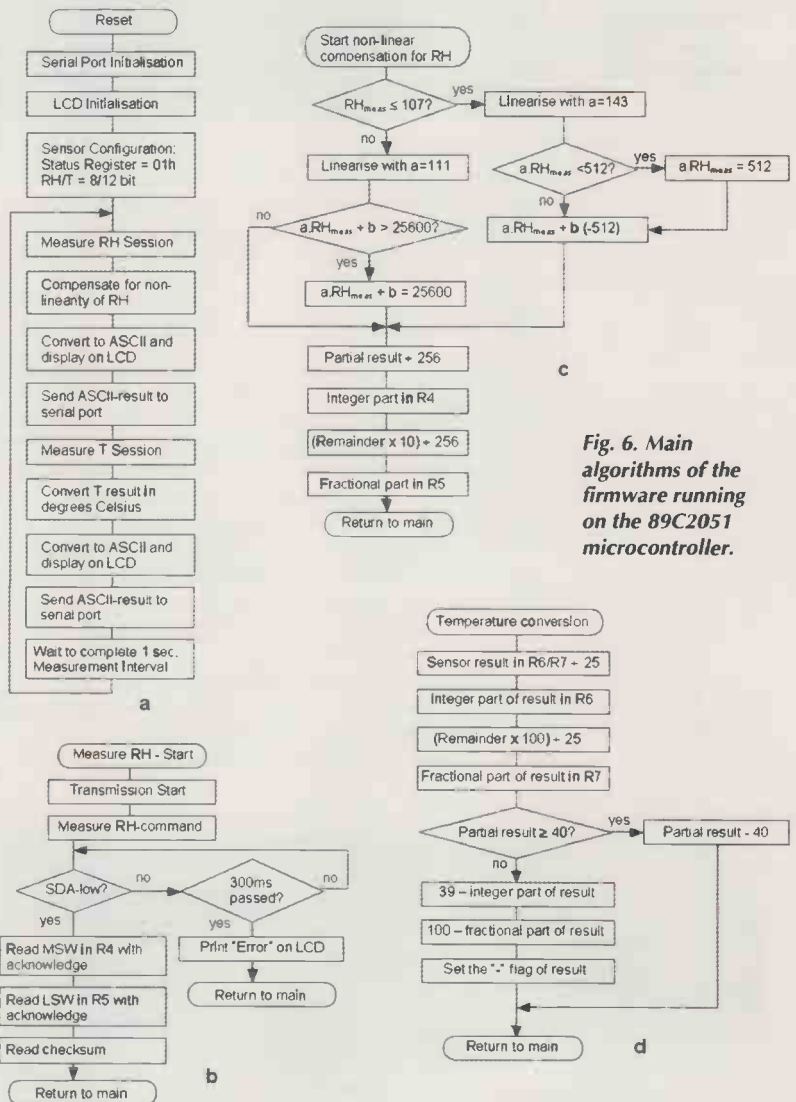 Reset
Serial Port Initialisation
LCD Initialisation
Sensor Configuration:
Status Register = 01h
RH/T = 8/12 bit
Measure RH Session
Compensate for non-
linearity of RH
Convert to ASCII and
display on LCD
Send ASCII-result to
serial port
Measure T Session
Convert T result in
degrees Celsius
Convert to ASCII and
display on LCD
Send ASCII-result to
serial port
Wait to complete 1 sec.
Measurement Interval
a
Measure RH - Start
Transmission Start
Measure RH-command
SDA-low?
no
300ms
passed?
no
yes
yes
Read MSW in R4 with
acknowledge
Print "Error" on LCD
Return to main
Read LSW in R5 with
acknowledge
Read checksum
Return to main
b
Start non-linear
compensation for RH
RHmeas ≤ 107?
yes
Linearise with a=143
no
Linearise with a=111
a.RHmeas <512?
yes
a.RHmeas = 512
no
no
a.RHmeas + b > 25600?
a.RHmeas + b (-512)
yes
a.RHmeas + b = 25600
Partial result ÷ 256
Integer part in R4
(Remainder x 10) ÷ 256
Fractional part in R5
Return to main
c
Fig. 6. Main
algorithms of the
firmware running
on the 89C2051
microcontroller.
Temperature conversion
Sensor result in R6/R7 ÷ 25
Integer part of result in R6
(Remainder x 100) ÷ 25
Fractional part of result in R7
Partial result ≥ 40?
yes
Partial result - 40
no
39 – integer part of result
100 – fractional part of result
Set the "-" flag of result
Return to main
d